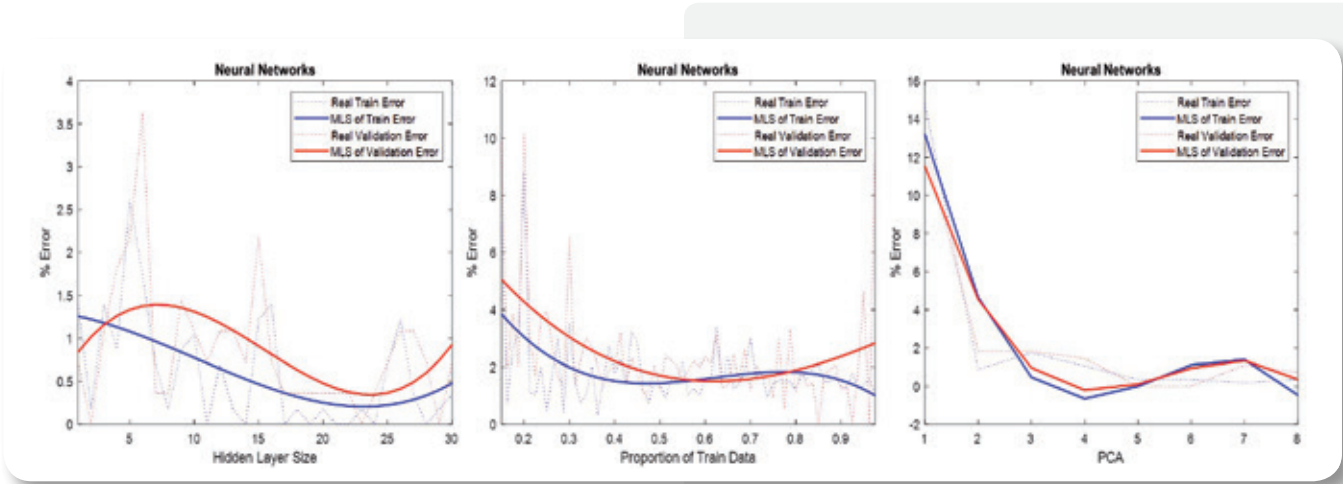 Neural Networks
4
3.5
3
2.5
2
1.5
1
0.5
0
% Error
Real Train Error
MLS of Train Error
Real Validation Error
MLS of Validation Error
5 10 15 20 25 30
Hidden Layer Size
Neural Networks
12
10
8
6
4
2
0
% Error
Real Train Error
MLS of Train Error
Real Validation Error
MLS of Validation Error
0.2 0.3 0.4 0.5 0.6 0.7 0.8 0.9
Proportion of Train Data
Neural Networks
16
14
12
10
8
6
4
2
0
-2
% Error
Real Train Error
MLS of Train Error
Real Validation Error
MLS of Validation Error
1 2 3 4 5 6 7 8
PCA